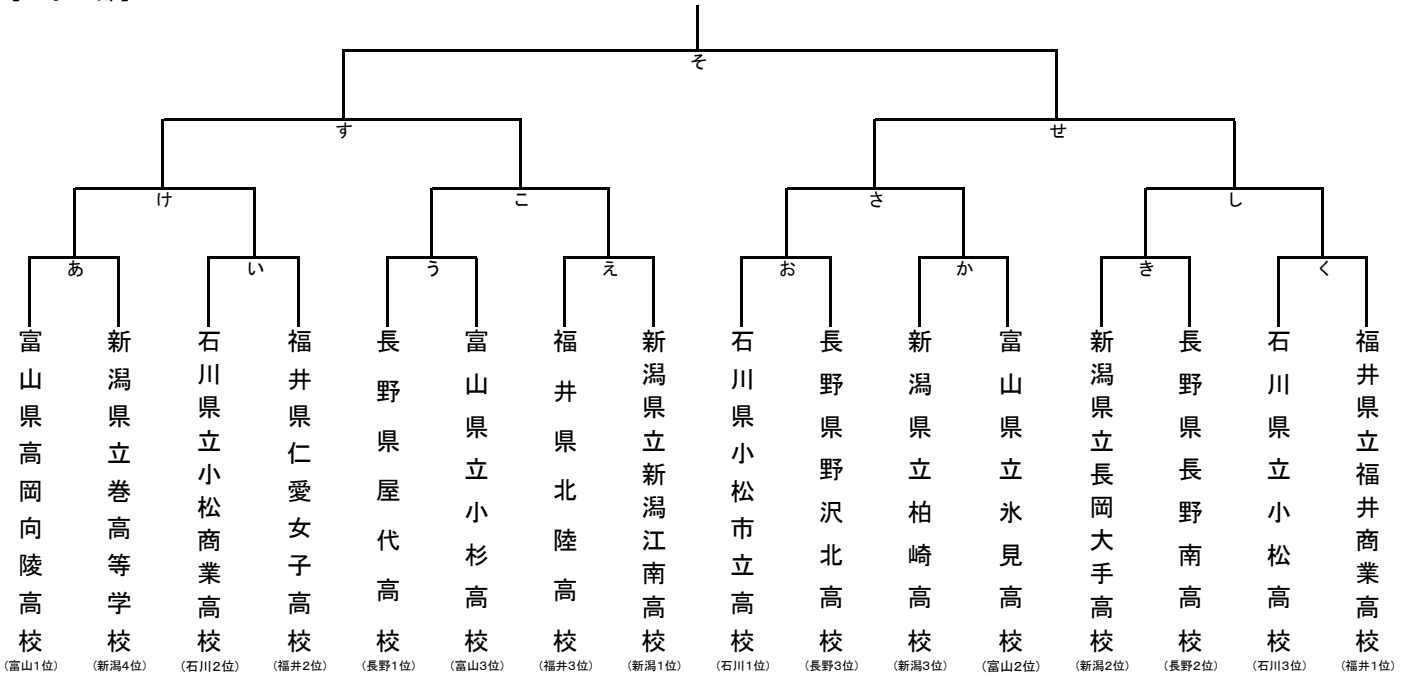 そ
す
せ
け
こ
さ
し
あ
い
う
え
お
か
き
く
富山県高岡向陵高校
(富山1位)
新潟県立巻高等学校
(新潟4位)
石川県立小松商業高校
(石川2位)
福井県仁愛女子高校
(福井2位)
長野県屋代高校
(長野1位)
富山県立小杉高校
(富山3位)
福井県北陸高校
(福井3位)
新潟県立新潟江南高校
(新潟1位)
石川県小松市立高校
(石川1位)
長野県野沢北高校
(長野3位)
新潟県立柏崎高校
(新潟3位)
富山県立氷見高校
(富山2位)
新潟県立長岡大手高校
(新潟2位)
長野県長野南高校
(長野2位)
石川県立小松高校
(石川3位)
福井県立福井商業高校
(福井1位)